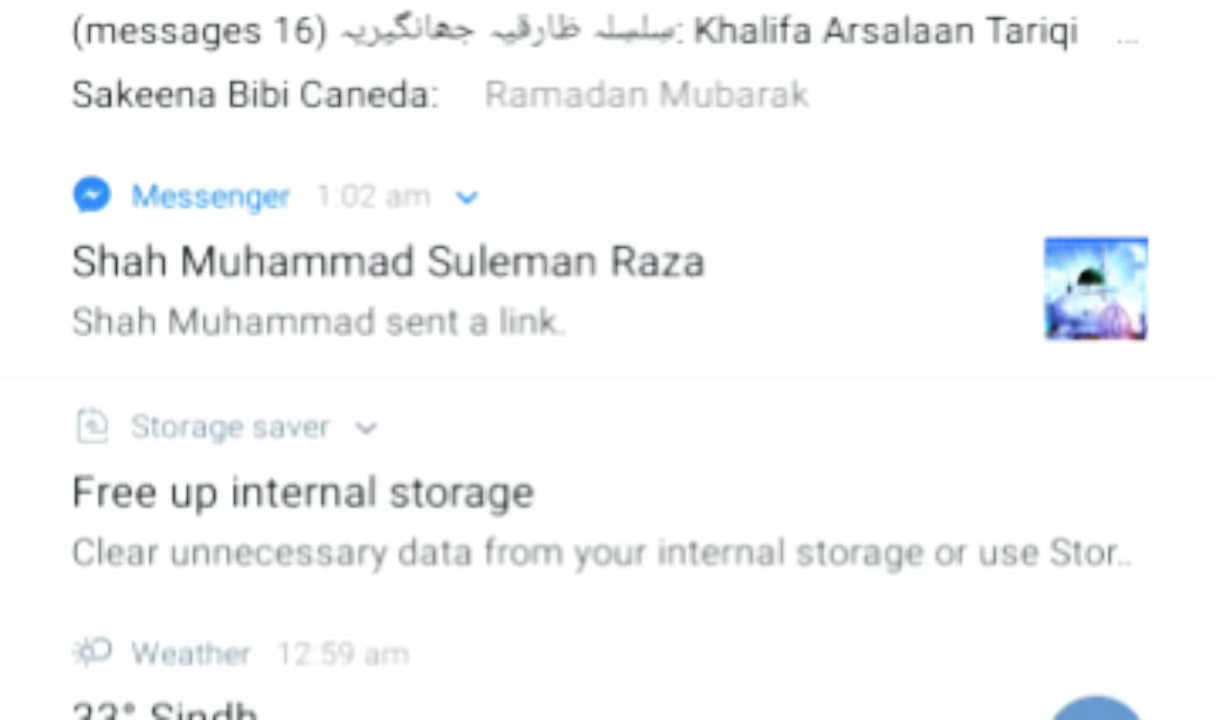 (messages 16) سلسلہ طارقیہ جھانگیریہ: Khalifa Arsalaan Tariqi ...
Sakeena Bibi Caneda: Ramadan Mubarak
Messenger 1:02 am
Shah Muhammad Suleman Raza
Shah Muhammad sent a link.
Storage saver
Free up internal storage
Clear unnecessary data from your internal storage or use Stor..
Weather 12:59 am
33° Sindh